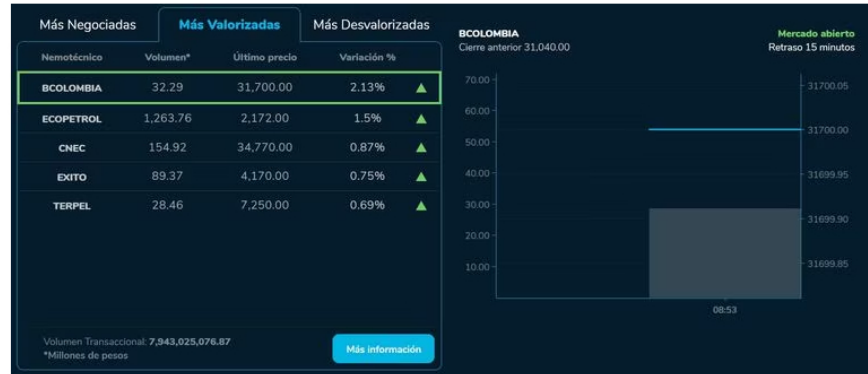 Más Negociadas Más Valorizadas Más Desvalorizadas
Nemotécnico Volumen* Último precio Variación %
BCOLOMBIA 32.29 31,700.00 2.13%
ECOPETROL 1,263.76 2,172.00 1.5%
CNEC 154.92 34,770.00 0.87%
EXITO 89.37 4,170.00 0.75%
TERPEL 28.46 7,250.00 0.69%
Volumen Transaccional: 7,943,025,076.87
*Millones de pesos
Más información
BCOLOMBIA Mercado abierto
Cierre anterior 31,040.00 Retraso 15 minutos
70.00
60.00
50.00
40.00
30.00
20.00
10.00
31700.05
31700.00
31699.95
31699.90
31699.85
08:53